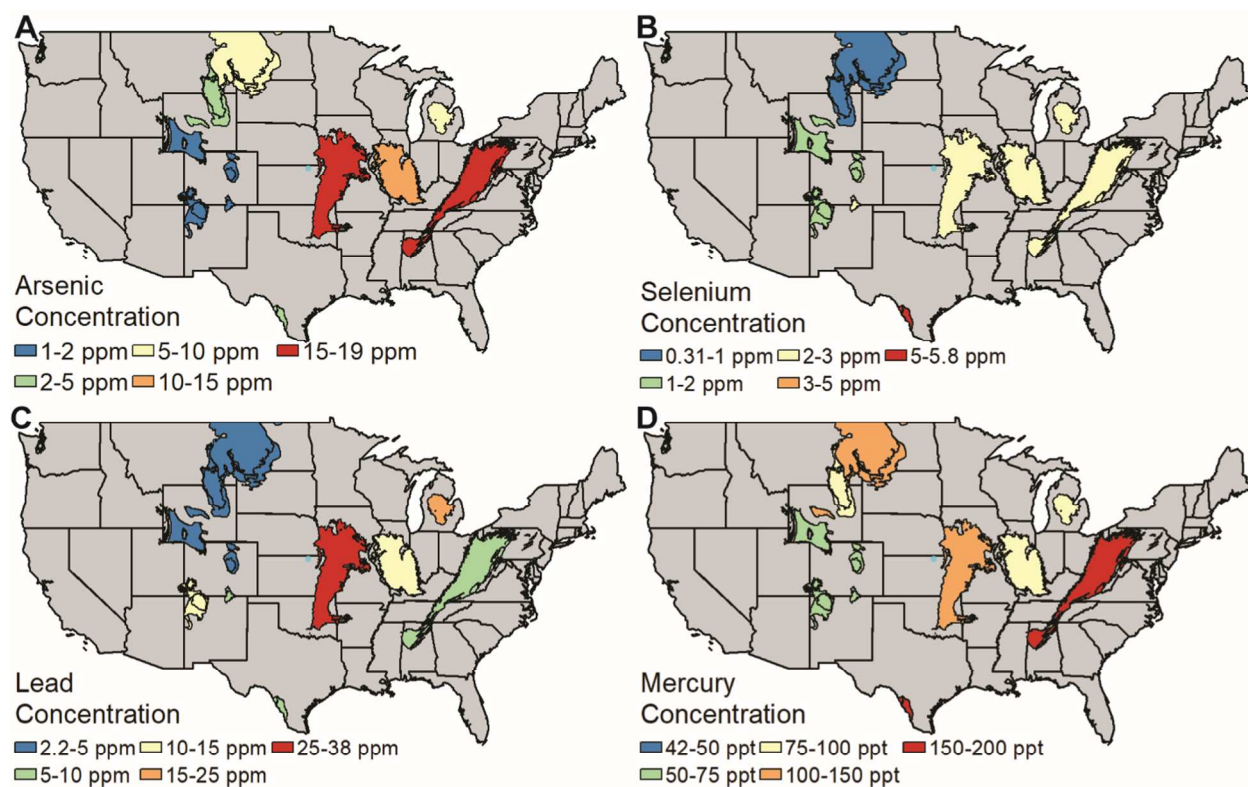 A
Arsenic
Concentration
1-2 ppm 5-10 ppm 15-19 ppm
2-5 ppm 10-15 ppm
B
Selenium
Concentration
0.31-1 ppm 2-3 ppm 5-5.8 ppm
1-2 ppm 3-5 ppm
C
Lead
Concentration
2.2-5 ppm 10-15 ppm 25-38 ppm
5-10 ppm 15-25 ppm
D
Mercury
Concentration
42-50 ppt 75-100 ppt 150-200 ppt
50-75 ppt 100-150 ppt